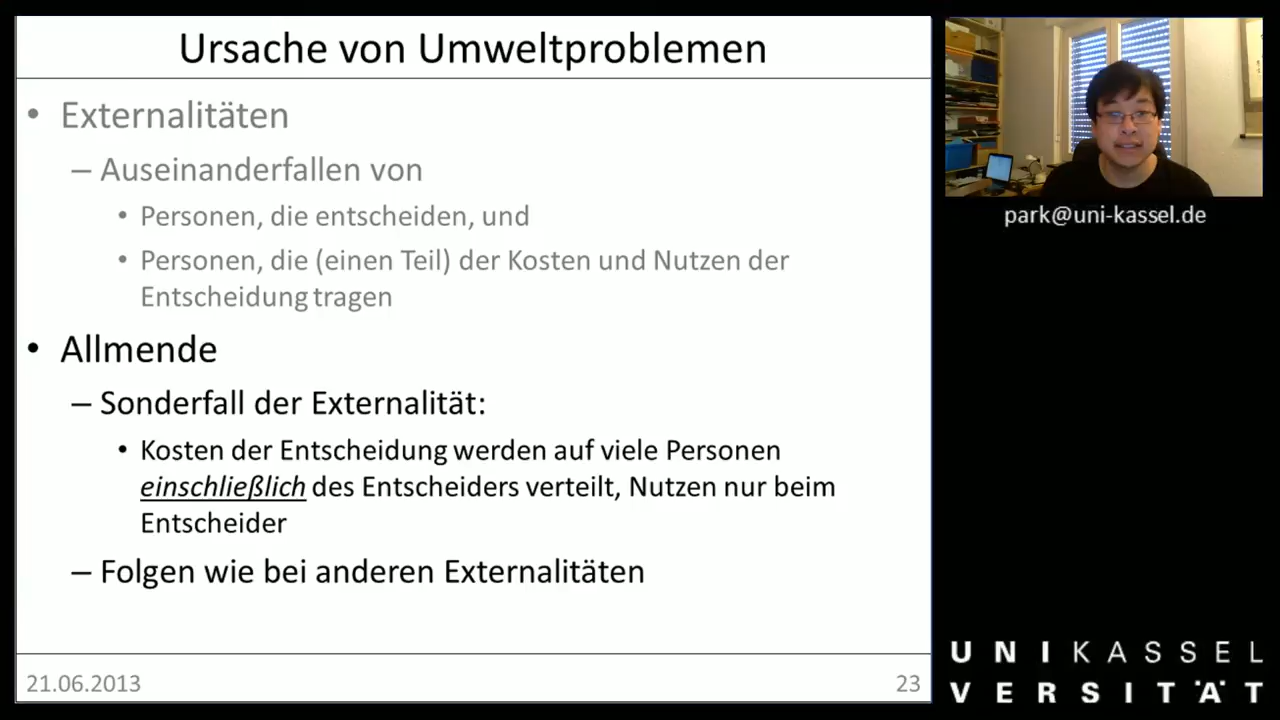 Ursache von Umweltproblemen
• Externalitäten
– Auseinanderfallen von
• Personen, die entscheiden, und
• Personen, die (einen Teil) der Kosten und Nutzen der
Entscheidung tragen
• Allmende
– Sonderfall der Externalität:
• Kosten der Entscheidung werden auf viele Personen
einschließlich des Entscheiders verteilt, Nutzen nur beim
Entscheider
– Folgen wie bei anderen Externalitäten
21.06.2013
23
park@uni-kassel.de
UNIKASSEL
VERSITÄT